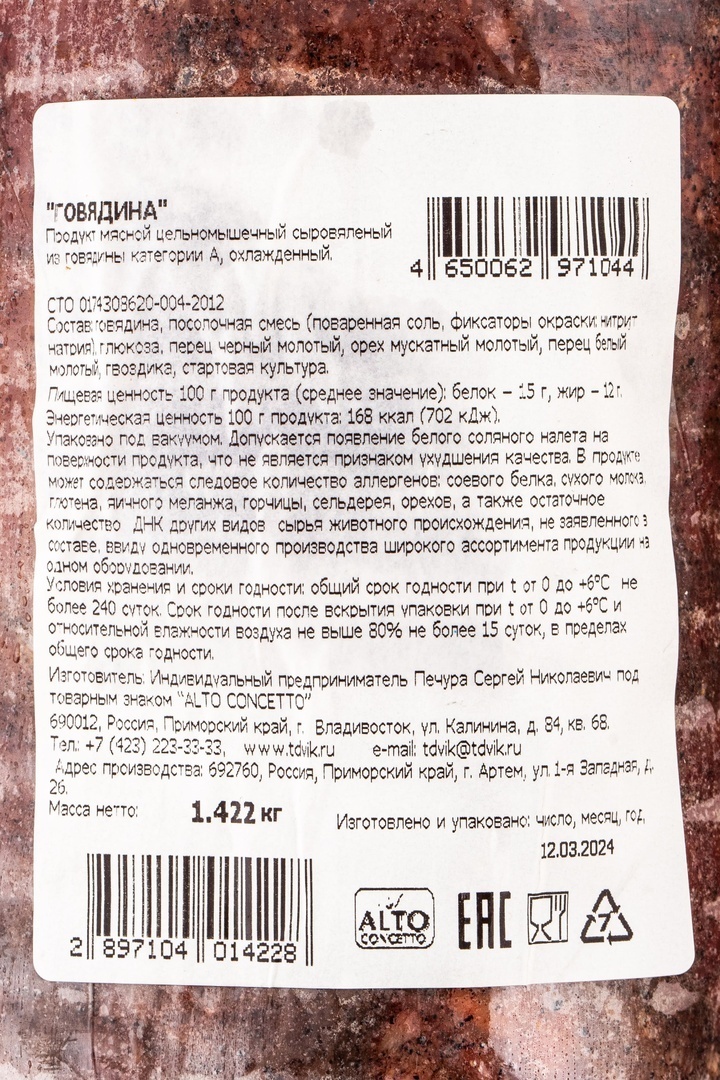 "ГОВЯДИНА"
Продукт мясной цельномышечный сыровяленый
из говядины категории А, охлажденный.
4 650062 971044
СТО 0174308620-004-2012
Состав: говядина, посолочная смесь (поваренная соль, фиксаторы окраски: нитрит
натрия), глюкоза, перец черный молотый, орех мускатный молотый, перец белый
молотый, гвоздика, стартовая культура.
Пищевая ценность 100 г продукта (среднее значение): белок – 15 г, жир – 12 г.
Энергетическая ценность 100 г продукта: 168 ккал (702 кДж).
Упаковано под вакуумом. Допускается появление белого соляного налета на
поверхности продукта, что не является признаком ухудшения качества. В продукте
может содержаться следовое количество аллергенов: соевого белка, сухого молока,
глютена, яичного меланжа, горчицы, сельдерея, орехов, а также остаточное
количество ДНК других видов сырья животного происхождения, не заявленного в
составе, ввиду одновременного производства широкого ассортимента продукции на
одном оборудовании.
Условия хранения и сроки годности: общий срок годности при t от 0 до +6°С не
более 240 суток. Срок годности после вскрытия упаковки при t от 0 до +6°С и
относительной влажности воздуха не выше 80% не более 15 суток, в пределах
общего срока годности.
Изготовитель: Индивидуальный предприниматель Печура Сергей Николаевич под
товарным знаком "ALTO CONCETTO"
690012, Россия, Приморский край, г. Владивосток, ул. Калинина, д. 84, кв. 68.
Тел.: +7 (423) 223-33-33, www.tdvik.ru e-mail: tdvik@tdvik.ru
Адрес производства: 692760, Россия, Приморский край, г. Артем, ул. 1-я Западная, д.
26.
Масса нетто: 1.422 кг
Изготовлено и упаковано: число, месяц, год,
12.03.2024
2 897104 014228
ALTO
CONCETTO
EAC
7